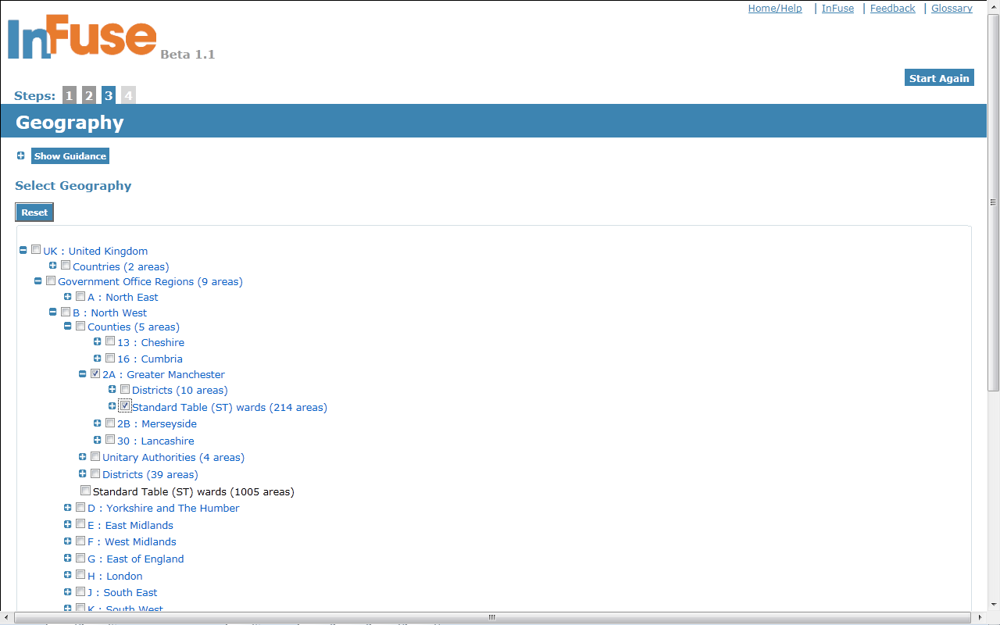 Home/Help | InFuse | Feedback | Glossary
InFuse Beta 1.1
Start Again
Steps: 1 2 3 4
Geography
Show Guidance
Select Geography
Reset
UK : United Kingdom
Countries (2 areas)
Government Office Regions (9 areas)
A : North East
B : North West
Counties (5 areas)
13 : Cheshire
16 : Cumbria
2A : Greater Manchester
Districts (10 areas)
Standard Table (ST) wards (214 areas)
2B : Merseyside
30 : Lancashire
Unitary Authorities (4 areas)
Districts (39 areas)
Standard Table (ST) wards (1005 areas)
D : Yorkshire and The Humber
E : East Midlands
F : West Midlands
G : East of England
H : London
J : South East
K : South West